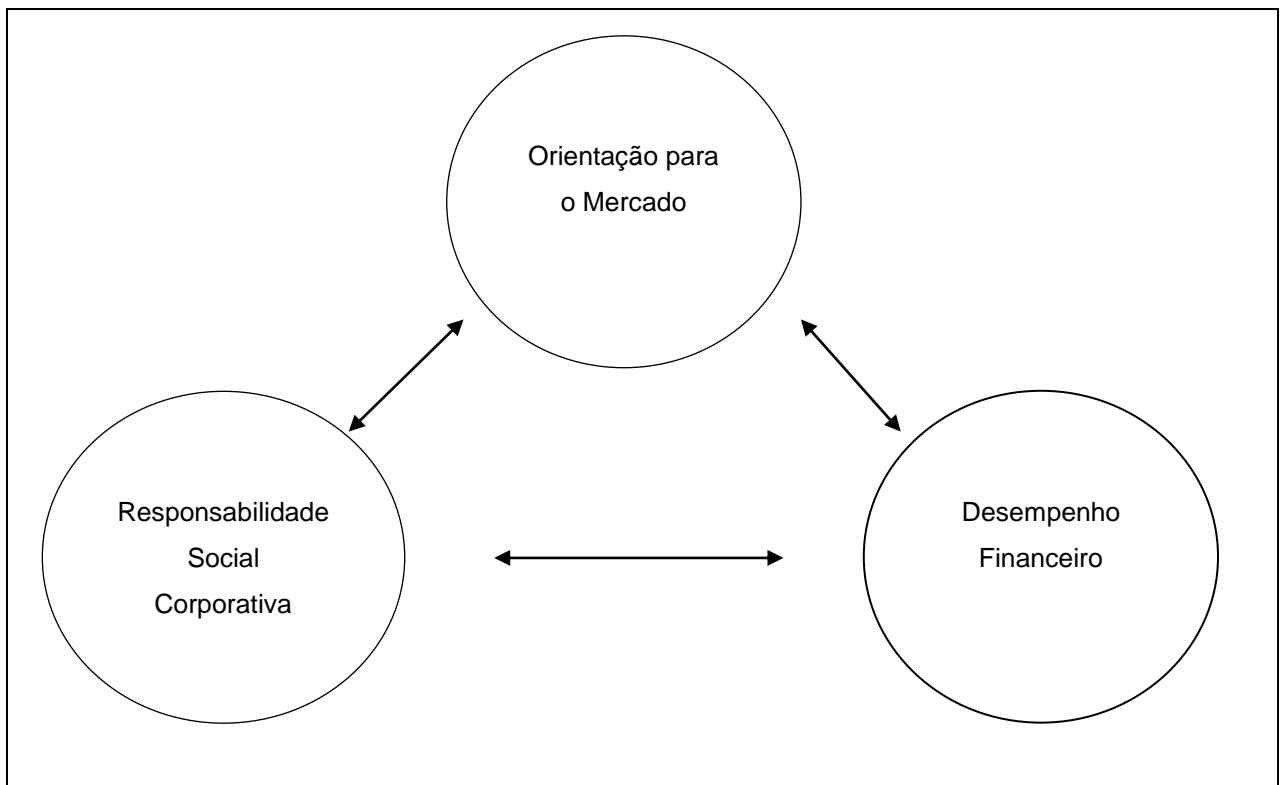 Orientação para
o Mercado
Responsabilidade
Social
Corporativa
Desempenho
Financeiro